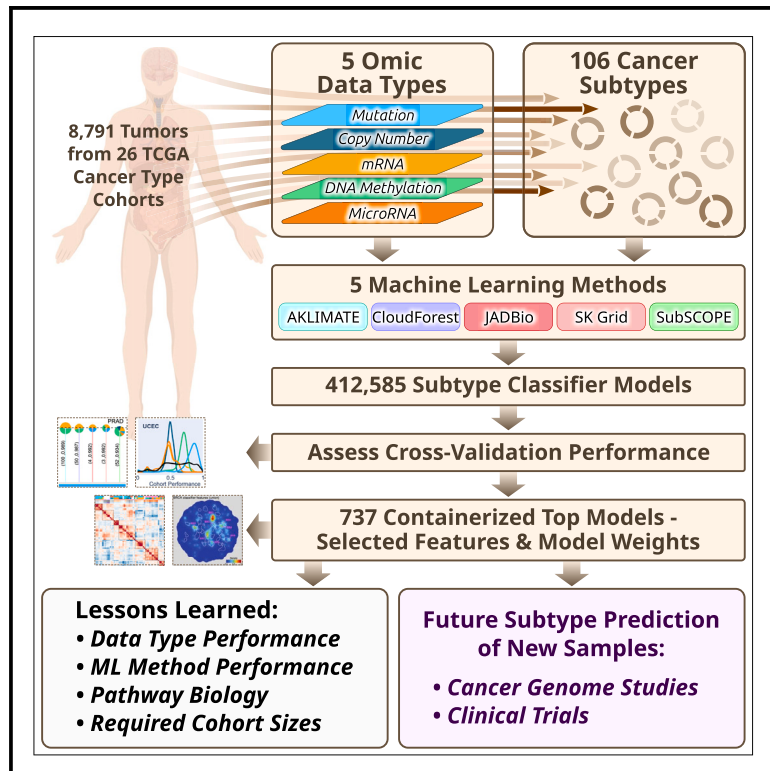 8,791 Tumors
from 26 TCGA
Cancer Type
Cohorts
5 Omic
Data Types
Mutation
Copy Number
mRNA
DNA Methylation
MicroRNA
106 Cancer
Subtypes
5 Machine Learning Methods
AKLIMATE CloudForest JADBio SK Grid SubSCOPE
412,585 Subtype Classifier Models
Assess Cross-Validation Performance
PRAD
UCEC
0 0.5 1
Cohort Performance
737 Containerized Top Models -
Selected Features & Model Weights
Lessons Learned:
• Data Type Performance
• ML Method Performance
• Pathway Biology
• Required Cohort Sizes
Future Subtype Prediction
of New Samples:
• Cancer Genome Studies
• Clinical Trials